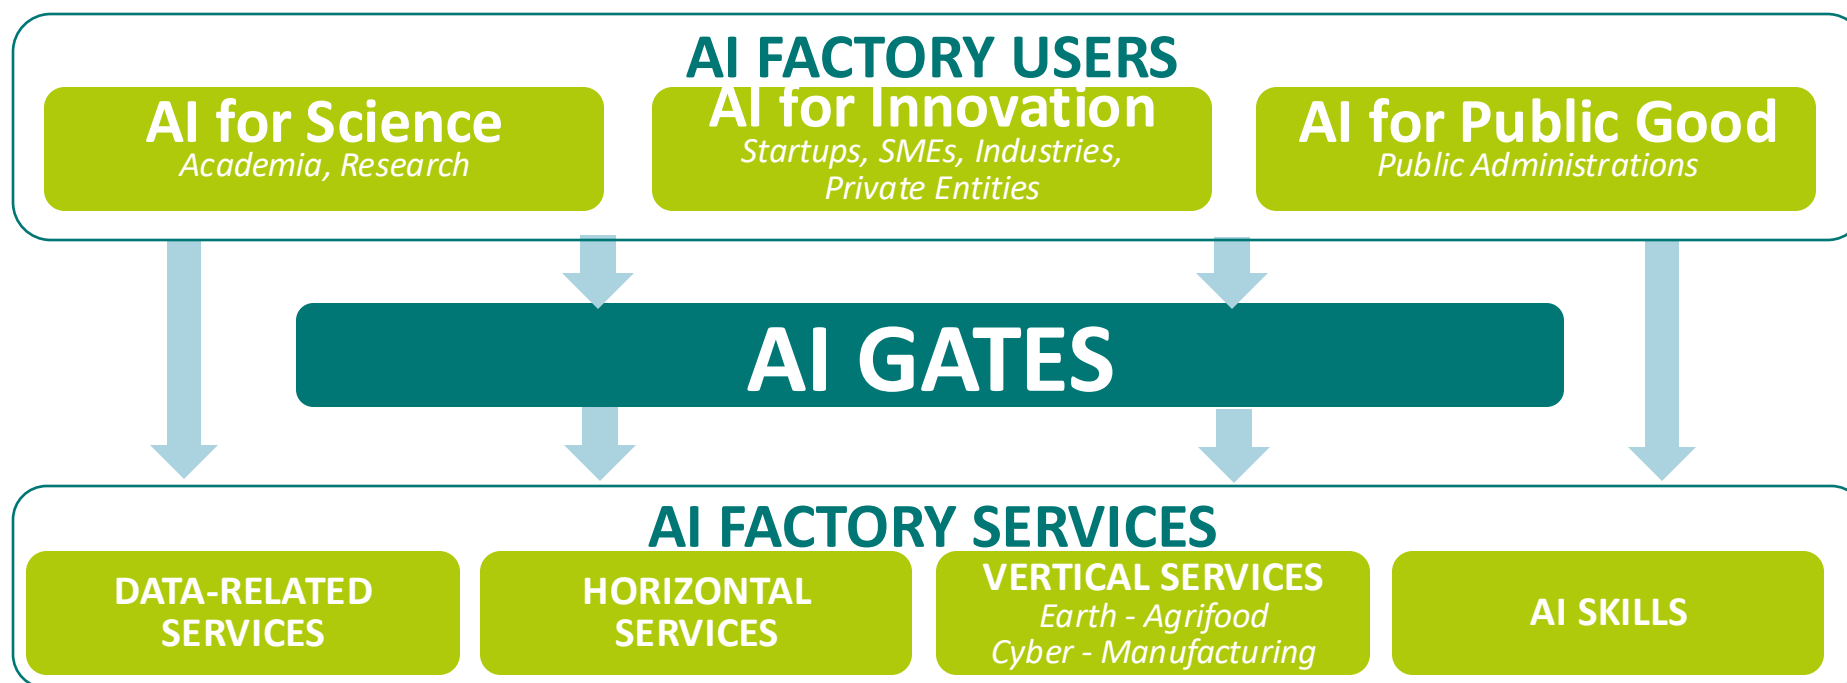 AI FACTORY USERS
AI for Science
Academia, Research
AI for Innovation
Startups, SMEs, Industries,
Private Entities
AI for Public Good
Public Administrations
AI GATES
AI FACTORY SERVICES
DATA-RELATED
SERVICES
HORIZONTAL
SERVICES
VERTICAL SERVICES
Earth - Agrifood
Cyber - Manufacturing
AI SKILLS